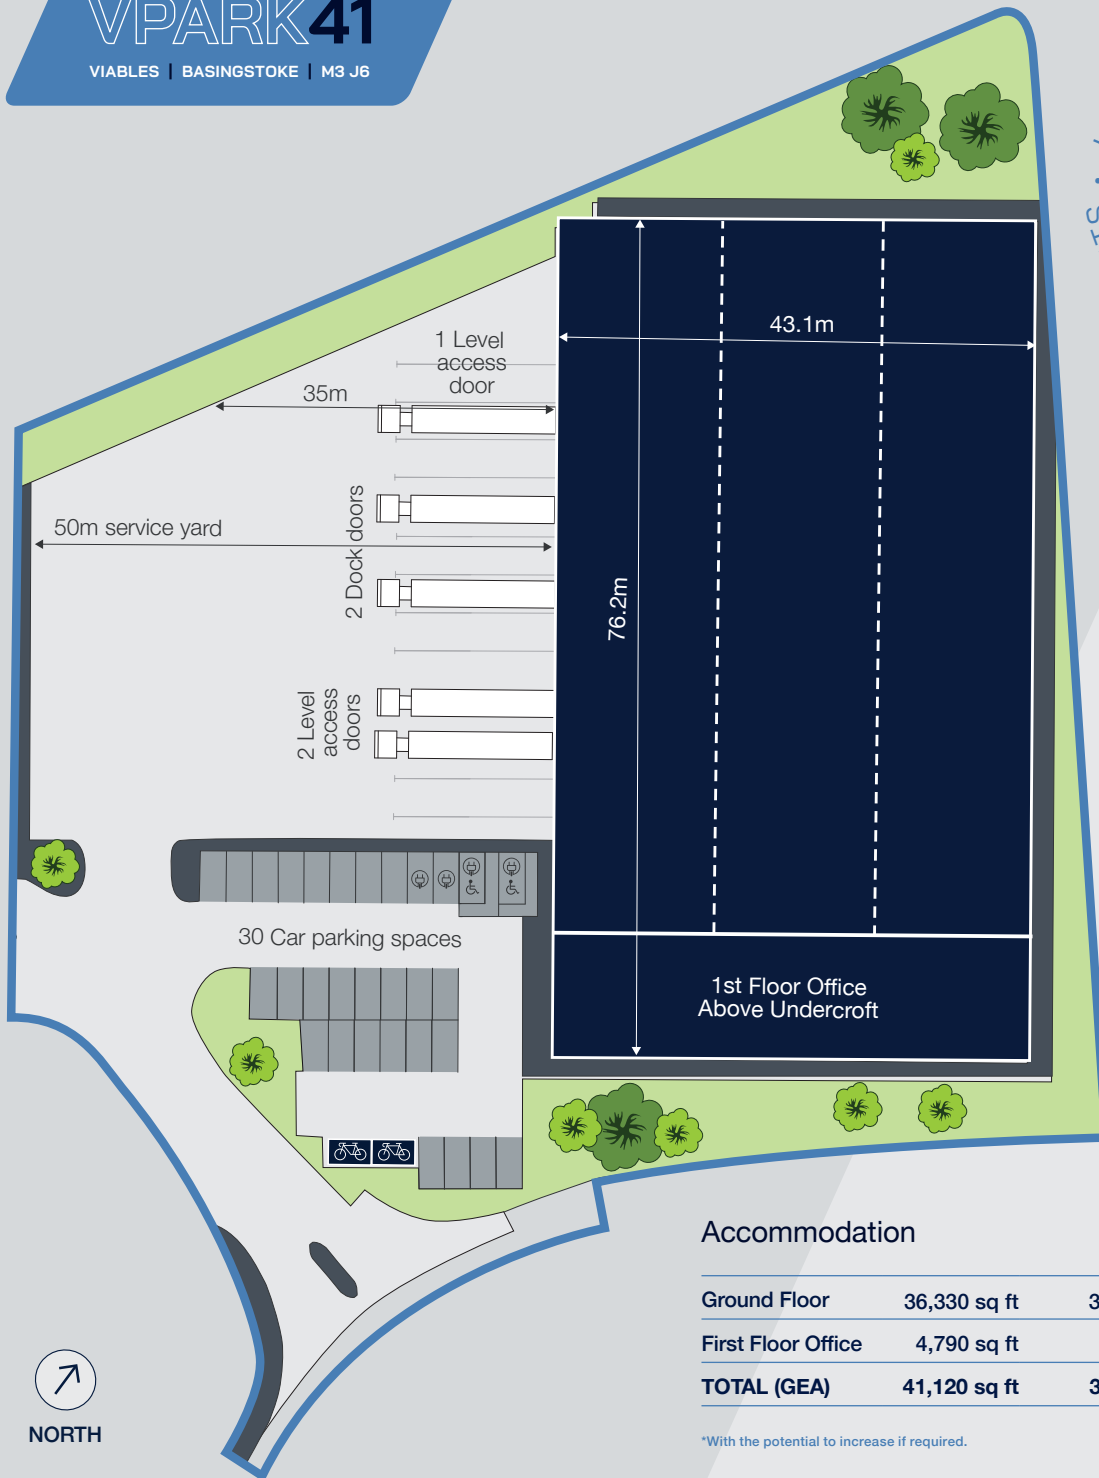 VPARK41
VIABLES | BASINGSTOKE | M3 J6
1 Level
access
door
35m
43.1m
50m service yard
2 Dock doors
76.2m
2 Level
access
doors
30 Car parking spaces
1st Floor Office
Above Undercroft
Accommodation
Ground Floor 36,330 sq ft 3
First Floor Office 4,790 sq ft
TOTAL (GEA) 41,120 sq ft 3
*With the potential to increase if required.
NORTH